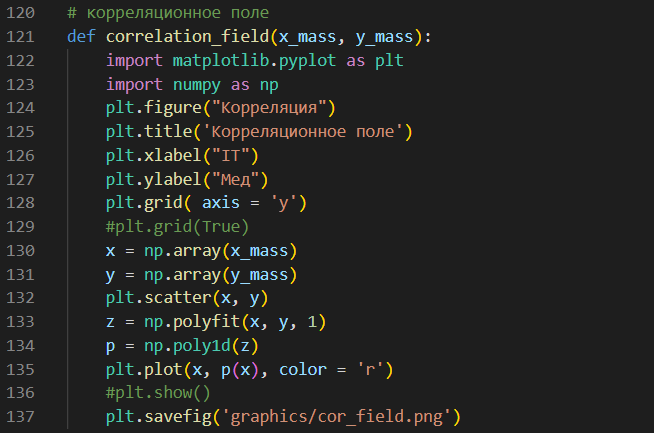 120 # корреляционное поле
121 def correlation_field(x_mass, y_mass):
122     import matplotlib.pyplot as plt
123     import numpy as np
124     plt.figure("Корреляция")
125     plt.title('Корреляционное поле')
126     plt.xlabel("IT")
127     plt.ylabel("Мед")
128     plt.grid( axis = 'y')
129     #plt.grid(True)
130     x = np.array(x_mass)
131     y = np.array(y_mass)
132     plt.scatter(x, y)
133     z = np.polyfit(x, y, 1)
134     p = np.poly1d(z)
135     plt.plot(x, p(x), color = 'r')
136     #plt.show()
137     plt.savefig('graphics/cor_field.png')